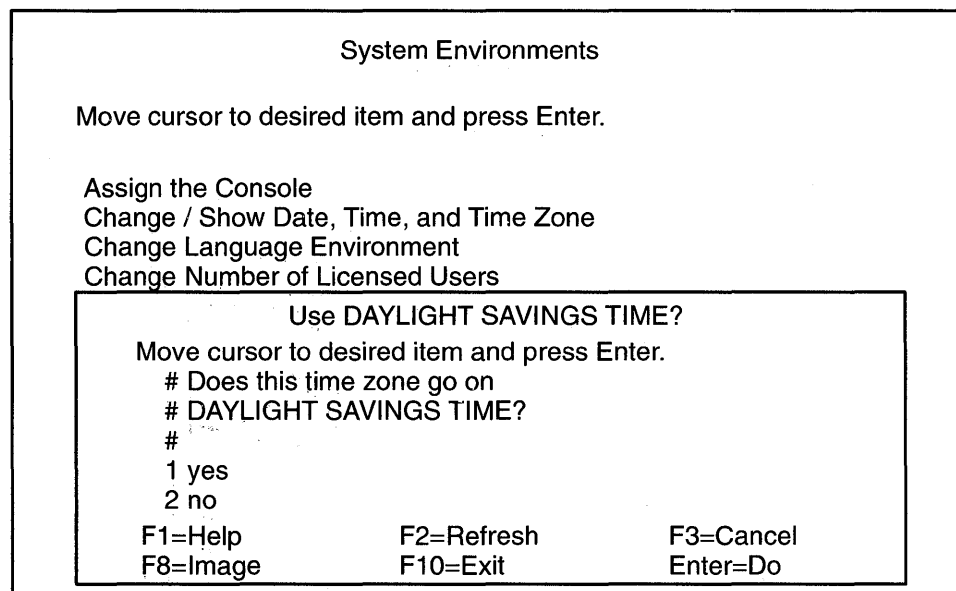 System Environments
Move cursor to desired item and press Enter.
Assign the Console
Change / Show Date, Time, and Time Zone
Change Language Environment
Change Number of Licensed Users
Use DAYLIGHT SAVINGS TIME?
Move cursor to desired item and press Enter.
# Does this time zone go on
# DAYLIGHT SAVINGS TIME?
#
1 yes
2 no
F1=Help F2=Refresh F3=Cancel
F8=Image F10=Exit Enter=Do